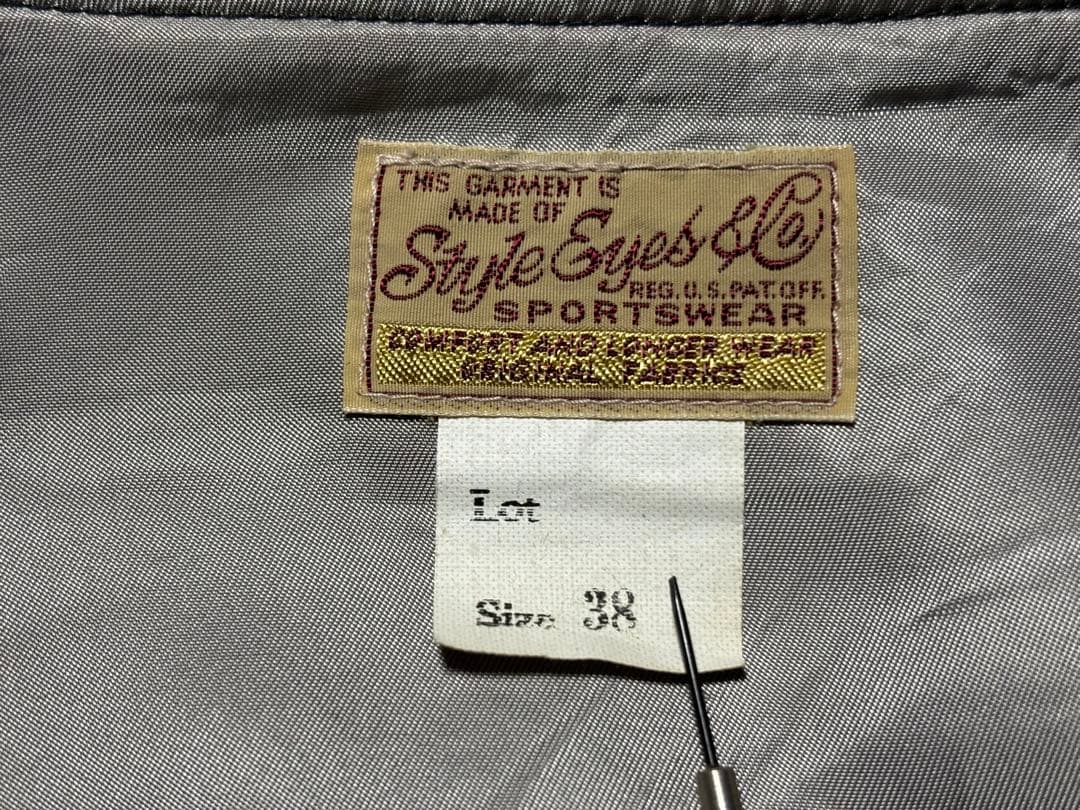 THIS GARMENT IS
MADE OF
Style Eyes & Co.
REG. U.S. PAT. OFF.
SPORTSWEAR
COMFORT AND LONGER WEAR
ORIGINAL FABRICS
Lot
Size 38